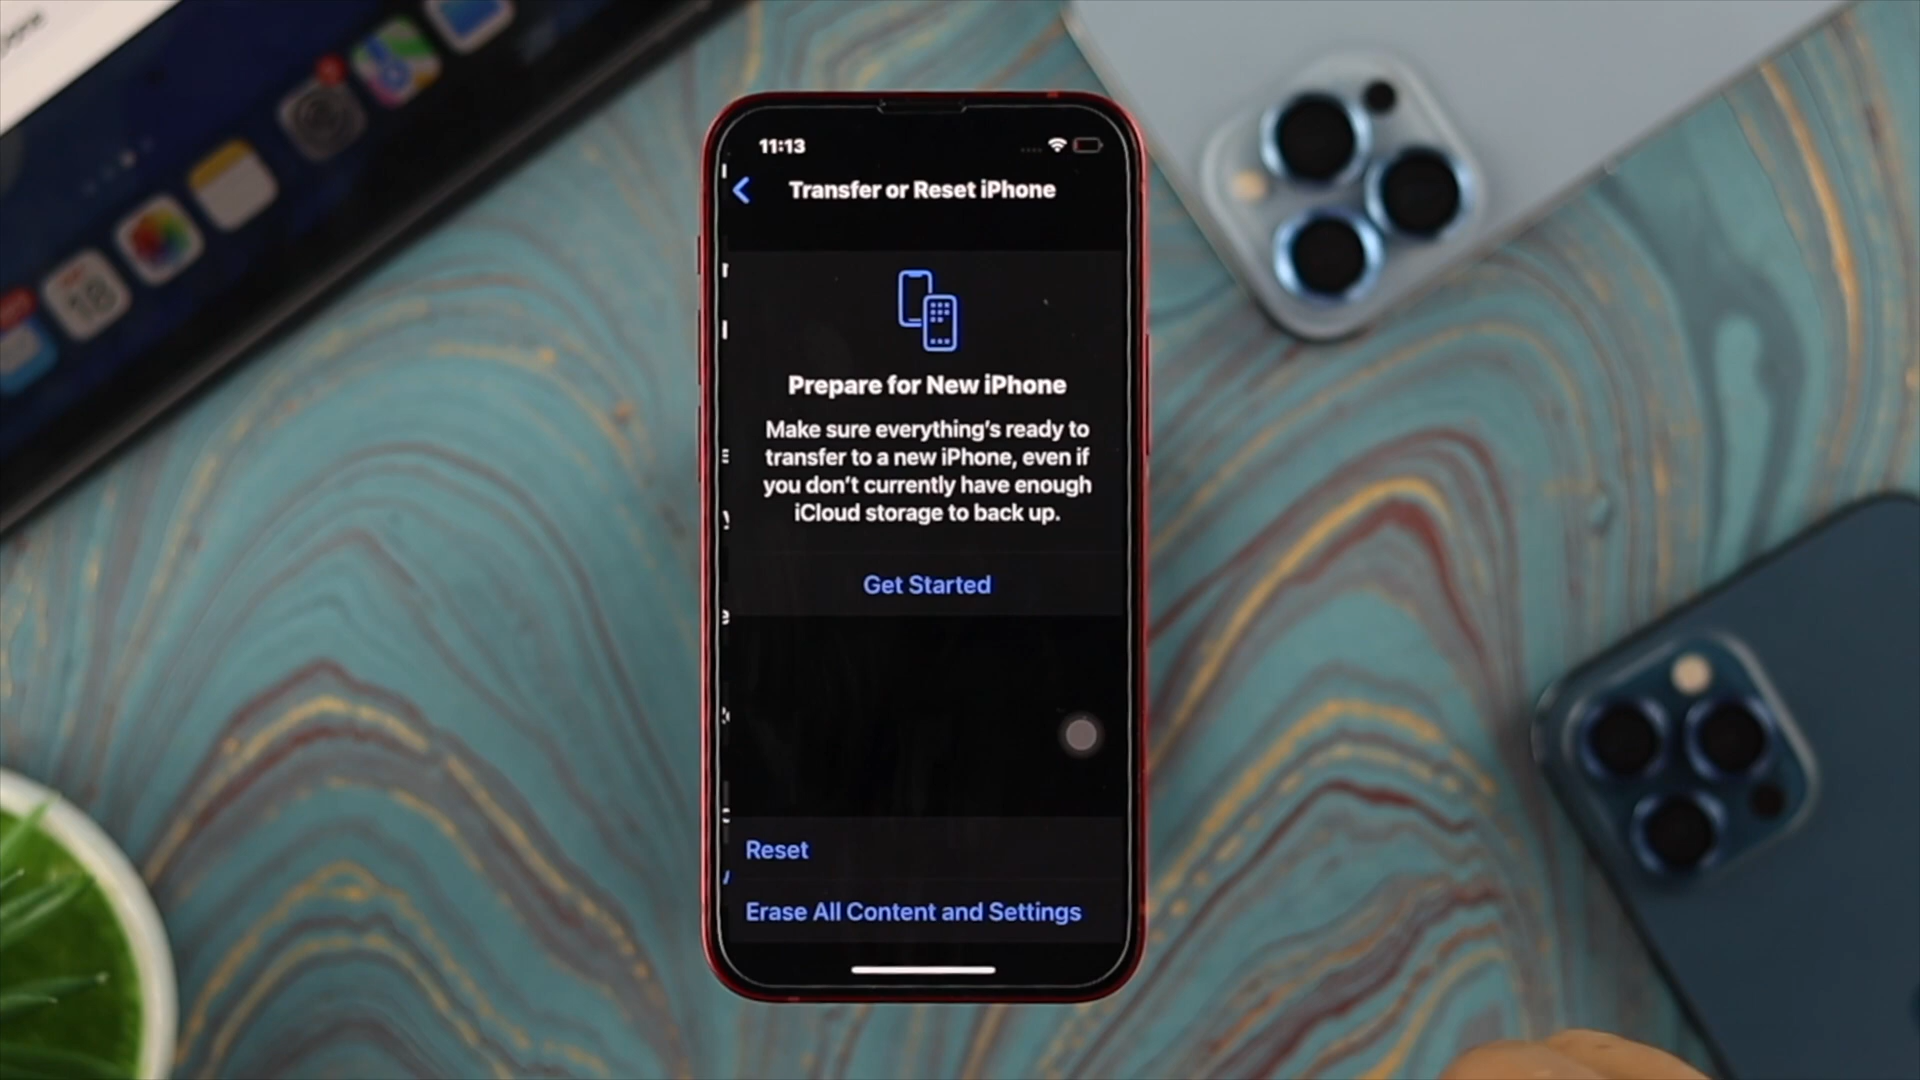 11:13
Transfer or Reset iPhone
Prepare for New iPhone
Make sure everything's ready to
transfer to a new iPhone, even if
you don't currently have enough
iCloud storage to back up.
Get Started
Reset
Erase All Content and Settings
18